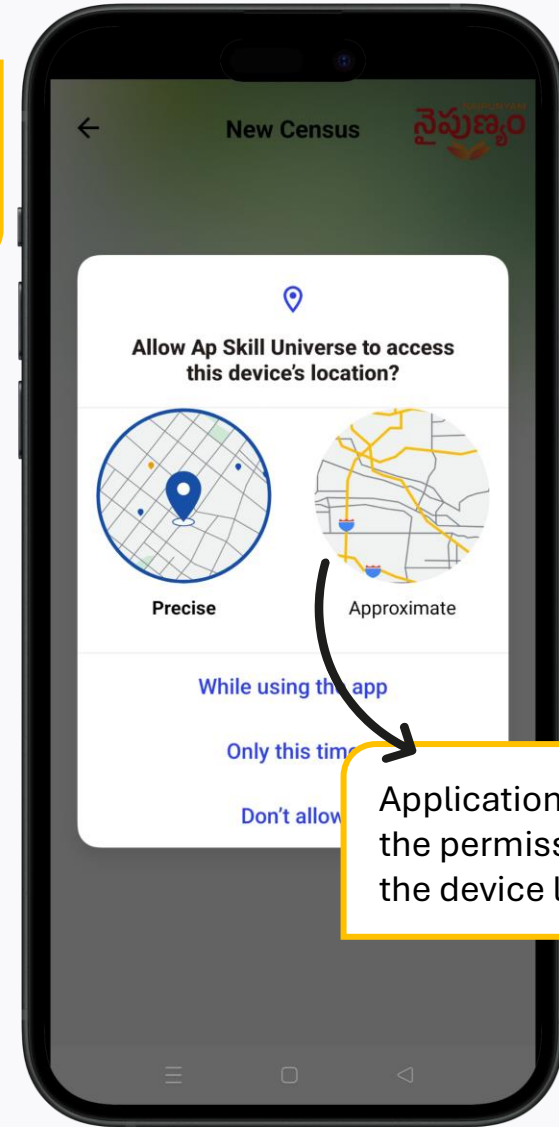 New Census
నైపుణ్యం
Allow Ap Skill Universe to access
this device's location?
Precise
Approximate
While using the app
Only this time
Don't allow
Application
the permiss
the device l